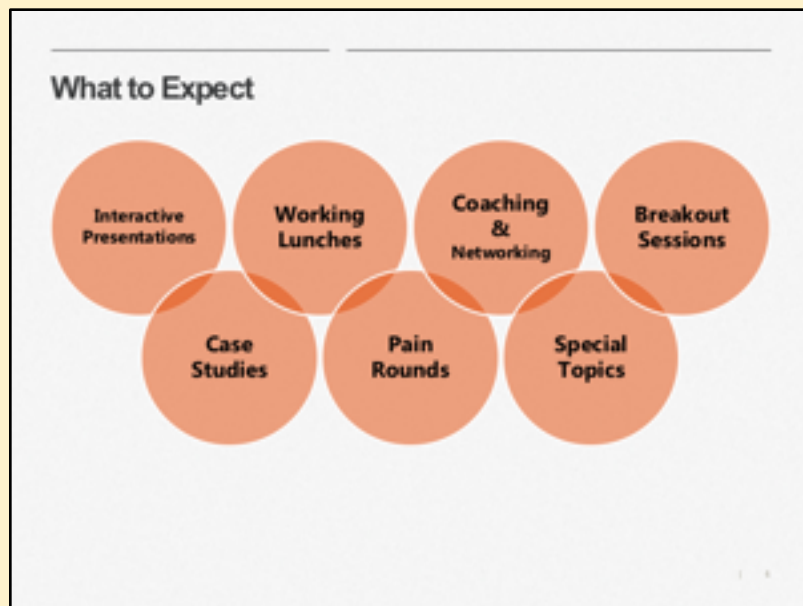 What to Expect
Interactive
Presentations
Working
Lunches
Coaching
&
Networking
Breakout
Sessions
Case
Studies
Pain
Rounds
Special
Topics